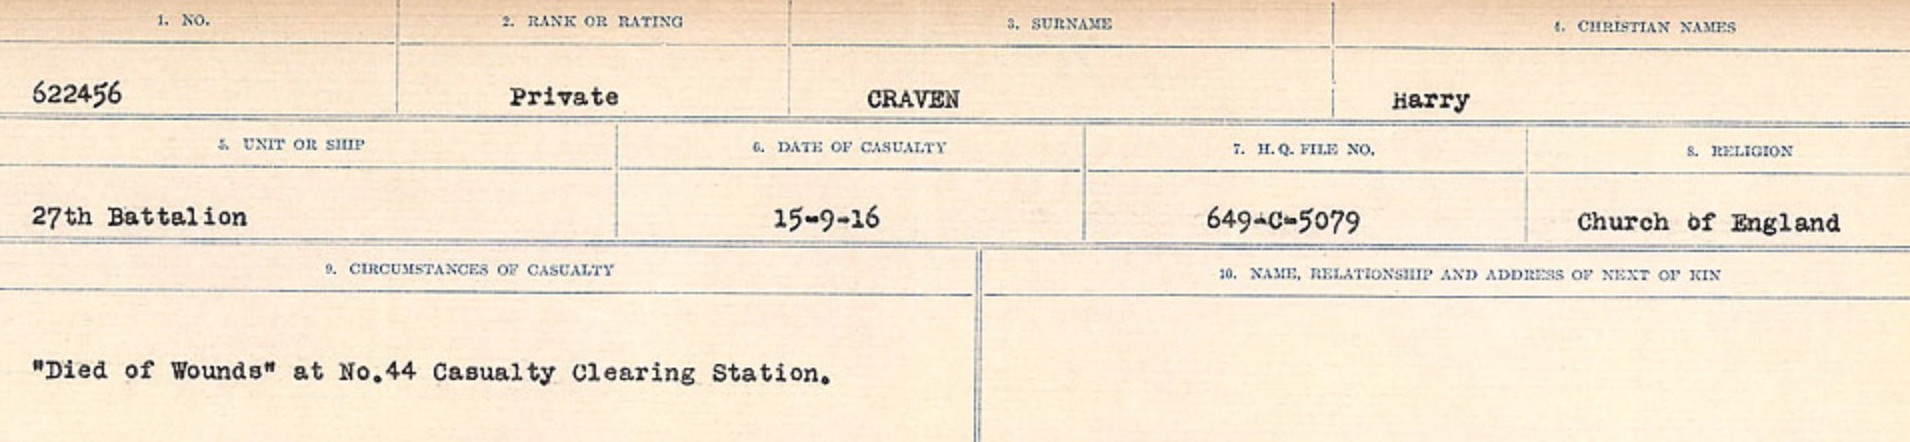 1. NO. 2. RANK OR RATING 3. SURNAME 4. CHRISTIAN NAMES
622456 Private CRAVEN Harry
5. UNIT OR SHIP 6. DATE OF CASUALTY 7. H.Q. FILE NO. 8. RELIGION
27th Battalion 15-9-16 649-C-5079 Church of England
9. CIRCUMSTANCES OF CASUALTY 10. NAME, RELATIONSHIP AND ADDRESS OF NEXT OF KIN
"Died of Wounds" at No.44 Casualty Clearing Station.